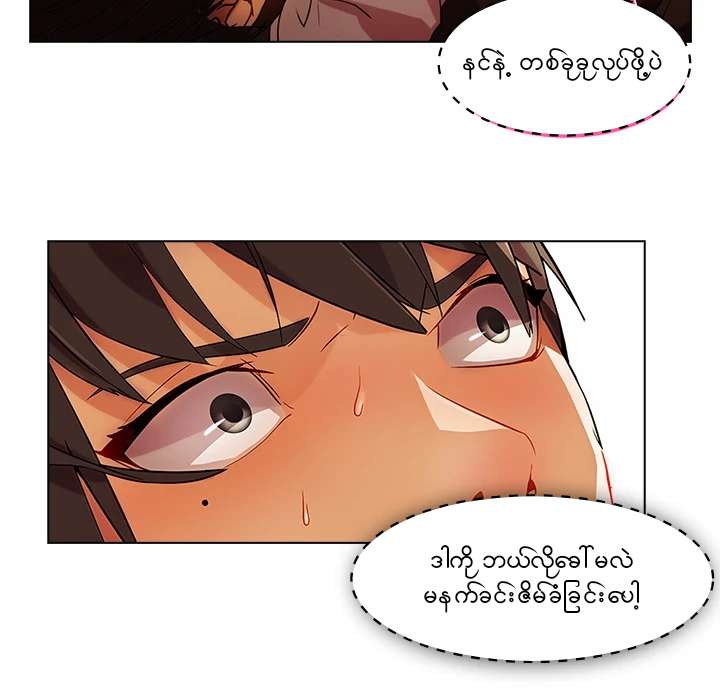 နင်နဲ့ တစ်ခုခုလုပ်ဖို့ပဲ
ဒါကို ဘယ်လိုခေါ်မလဲ
မနက်ခင်းဇိမ်ခံခြင်းပေါ့